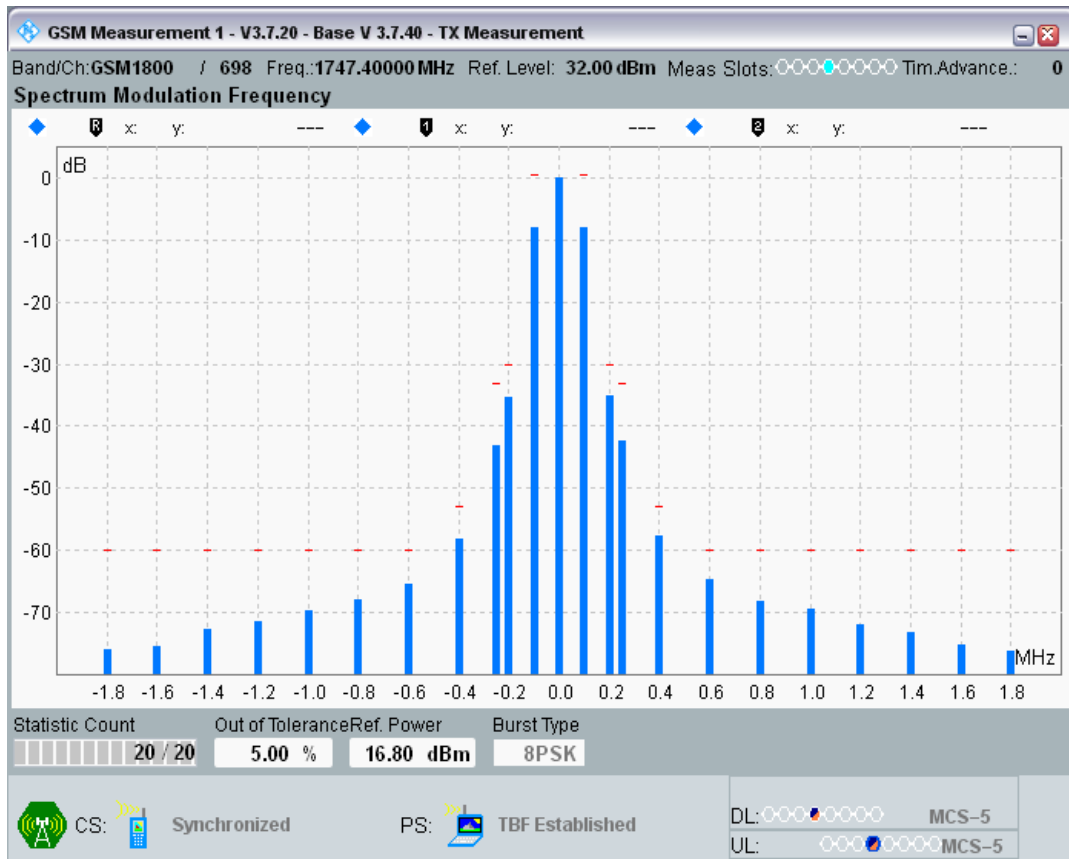 GSM Measurement 1 - V3.7.20 - Base V 3.7.40 - TX Measurement
Band/Ch:GSM1800 / 698 Freq.:1747.40000 MHz Ref. Level: 32.00 dBm Meas Slots: Tim.Advance.: 0
Spectrum Modulation Frequency
R x: y: --- 1 x: y: --- 2 x: y: ---
dB
0
-10
-20
-30
-40
-50
-60
-70
MHz
-1.8 -1.6 -1.4 -1.2 -1.0 -0.8 -0.6 -0.4 -0.2 0.0 0.2 0.4 0.6 0.8 1.0 1.2 1.4 1.6 1.8
Statistic Count Out of Tolerance Ref. Power Burst Type
20 / 20 5.00 % 16.80 dBm 8PSK
CS: Synchronized PS: TBF Established
DL: MCS-5
UL: MCS-5